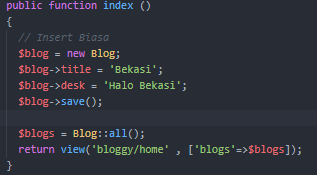 public function index ()
{
// Insert Biasa
$blog = new Blog;
$blog->title = 'Bekasi';
$blog->desk = 'Halo Bekasi';
$blog->save();
$blogs = Blog::all();
return view('bloggy/home' , ['blogs'=>$blogs]);
}